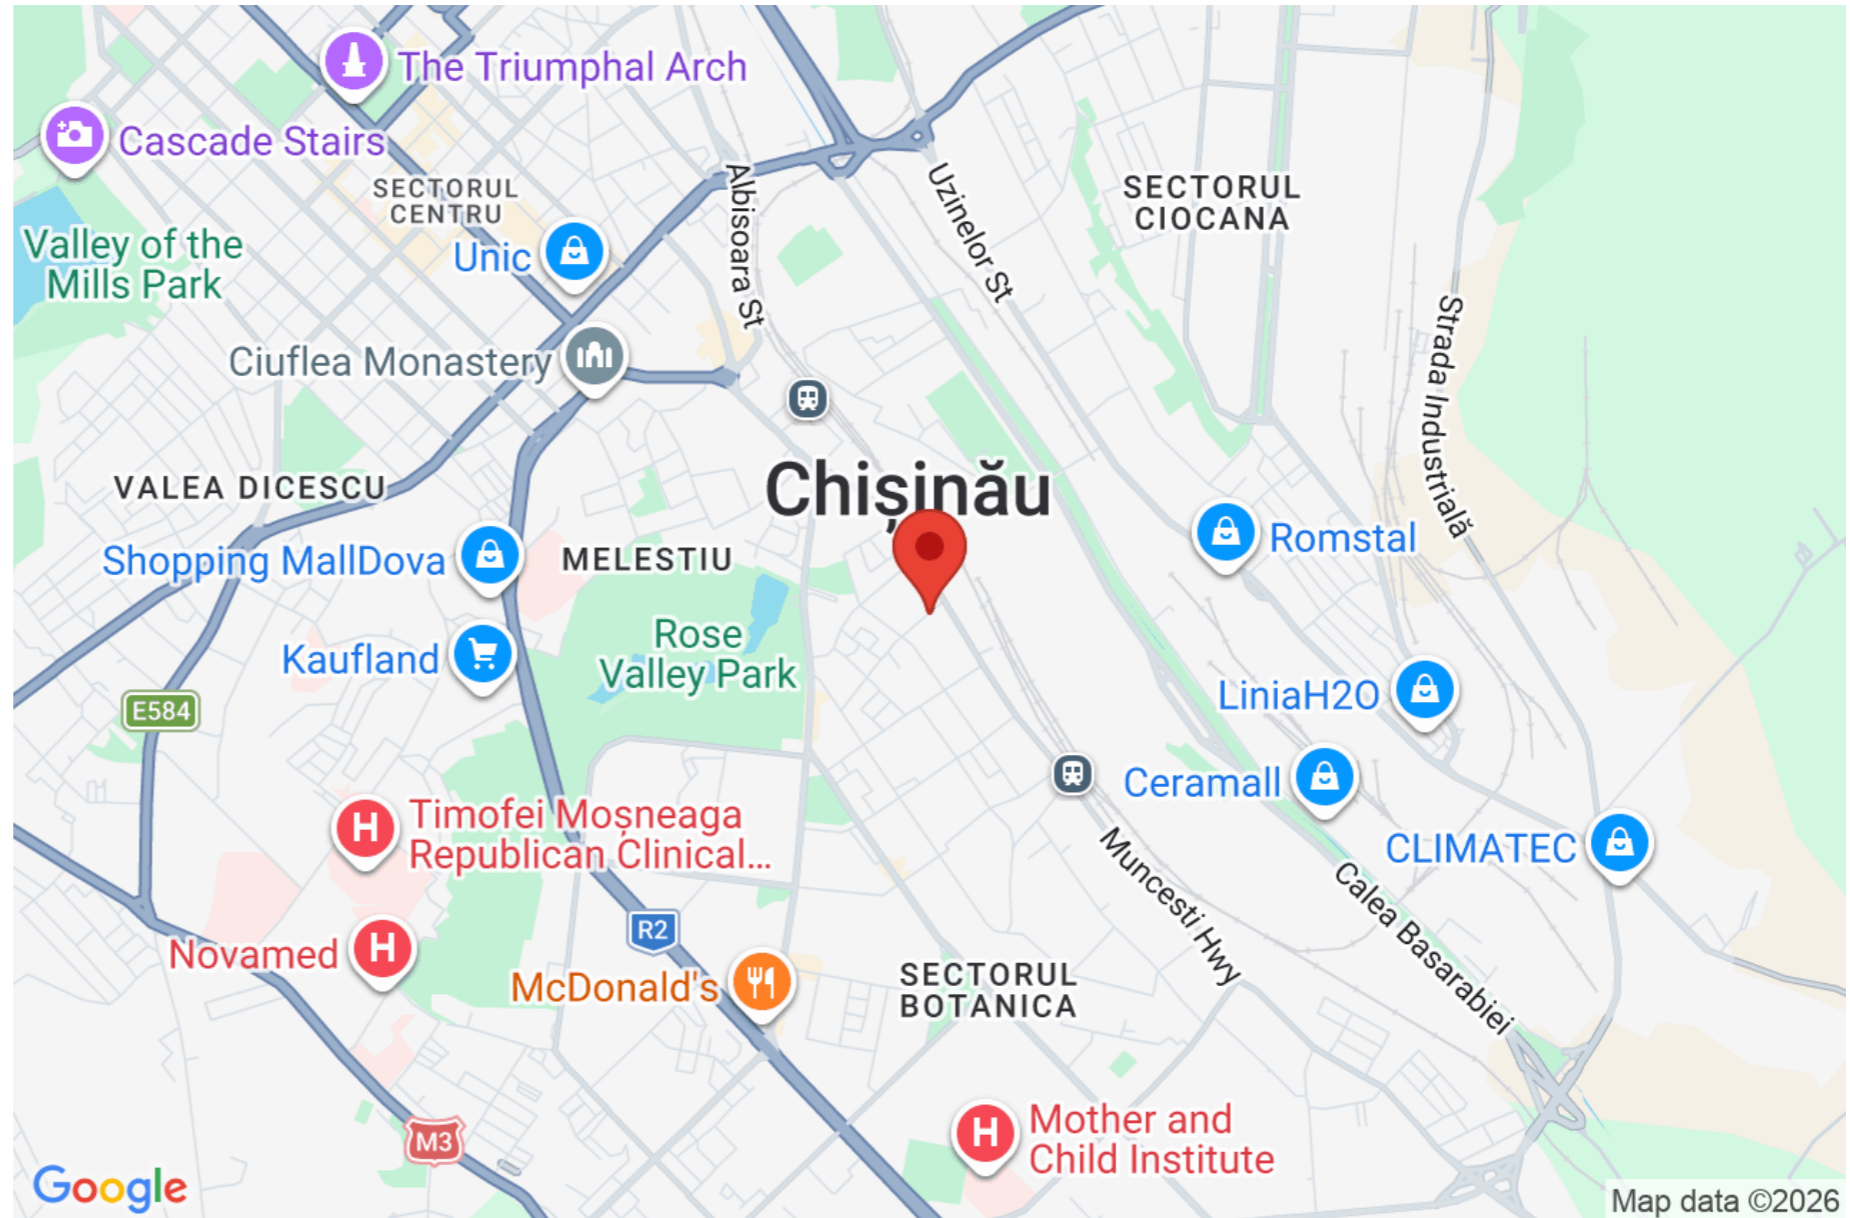 The Triumphal Arch
Cascade Stairs
SECTORUL
CENTRU
Albisoara St
Uzinelor St
SECTORUL
CIOCANA
Valley of the
Mills Park
Unic
Strada Industrială
Ciuflea Monastery
VALEA DICESCU
Chișinău
Shopping MallDova
MELESTIU
Romstal
Rose
Valley Park
Kaufland
E584
LiniaH2O
Ceramall
Timofei Moșneaga
Republican Clinical...
CLIMATEC
Muncesti Hwy
Calea Basarabiei
R2
Novamed
McDonald's
SECTORUL
BOTANICA
M3
Mother and
Child Institute
H
H
H
Google
Map data ©2026